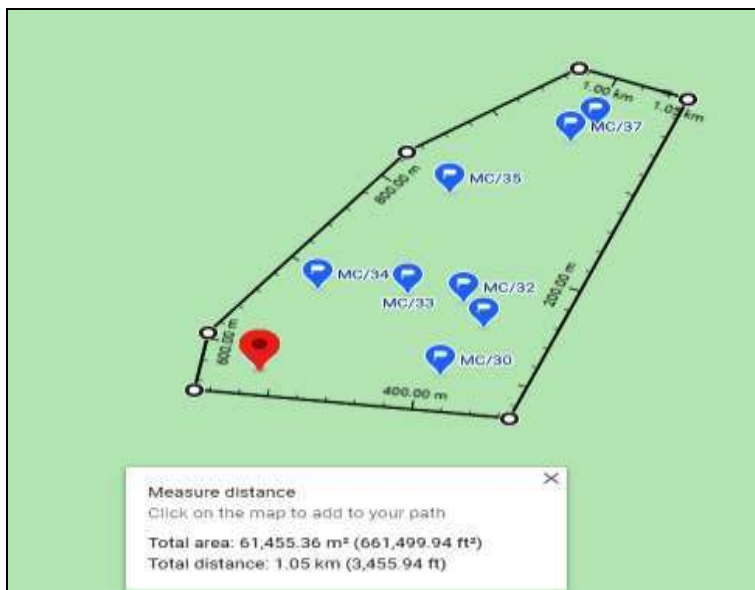 1.00 km
1.05 km
MC/37
MC/35
800.00 m
MC/34
MC/33
MC/32
200.00 m
600.00 m
MC/30
400.00 m
Measure distance
Click on the map to add to your path
Total area: 61,455.36 m² (661,499.94 ft²)
Total distance: 1.05 km (3,455.94 ft)